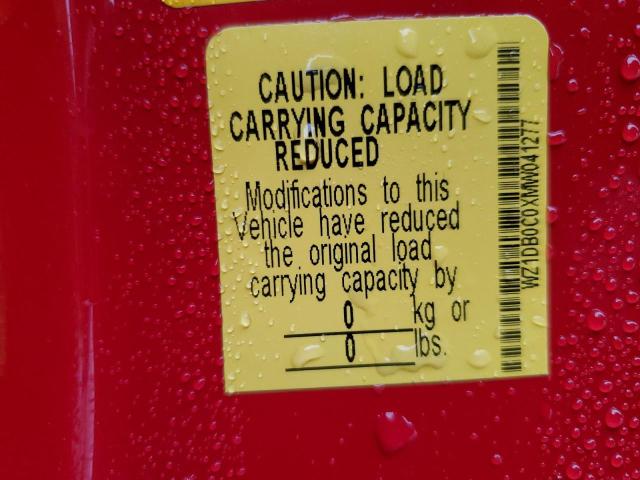 CAUTION: LOAD
CARRYING CAPACITY
REDUCED
Modifications to this
Vehicle have reduced
the original load
carrying capacity by
0 kg or
0 lbs.
WZ1DB0C0XMW041277